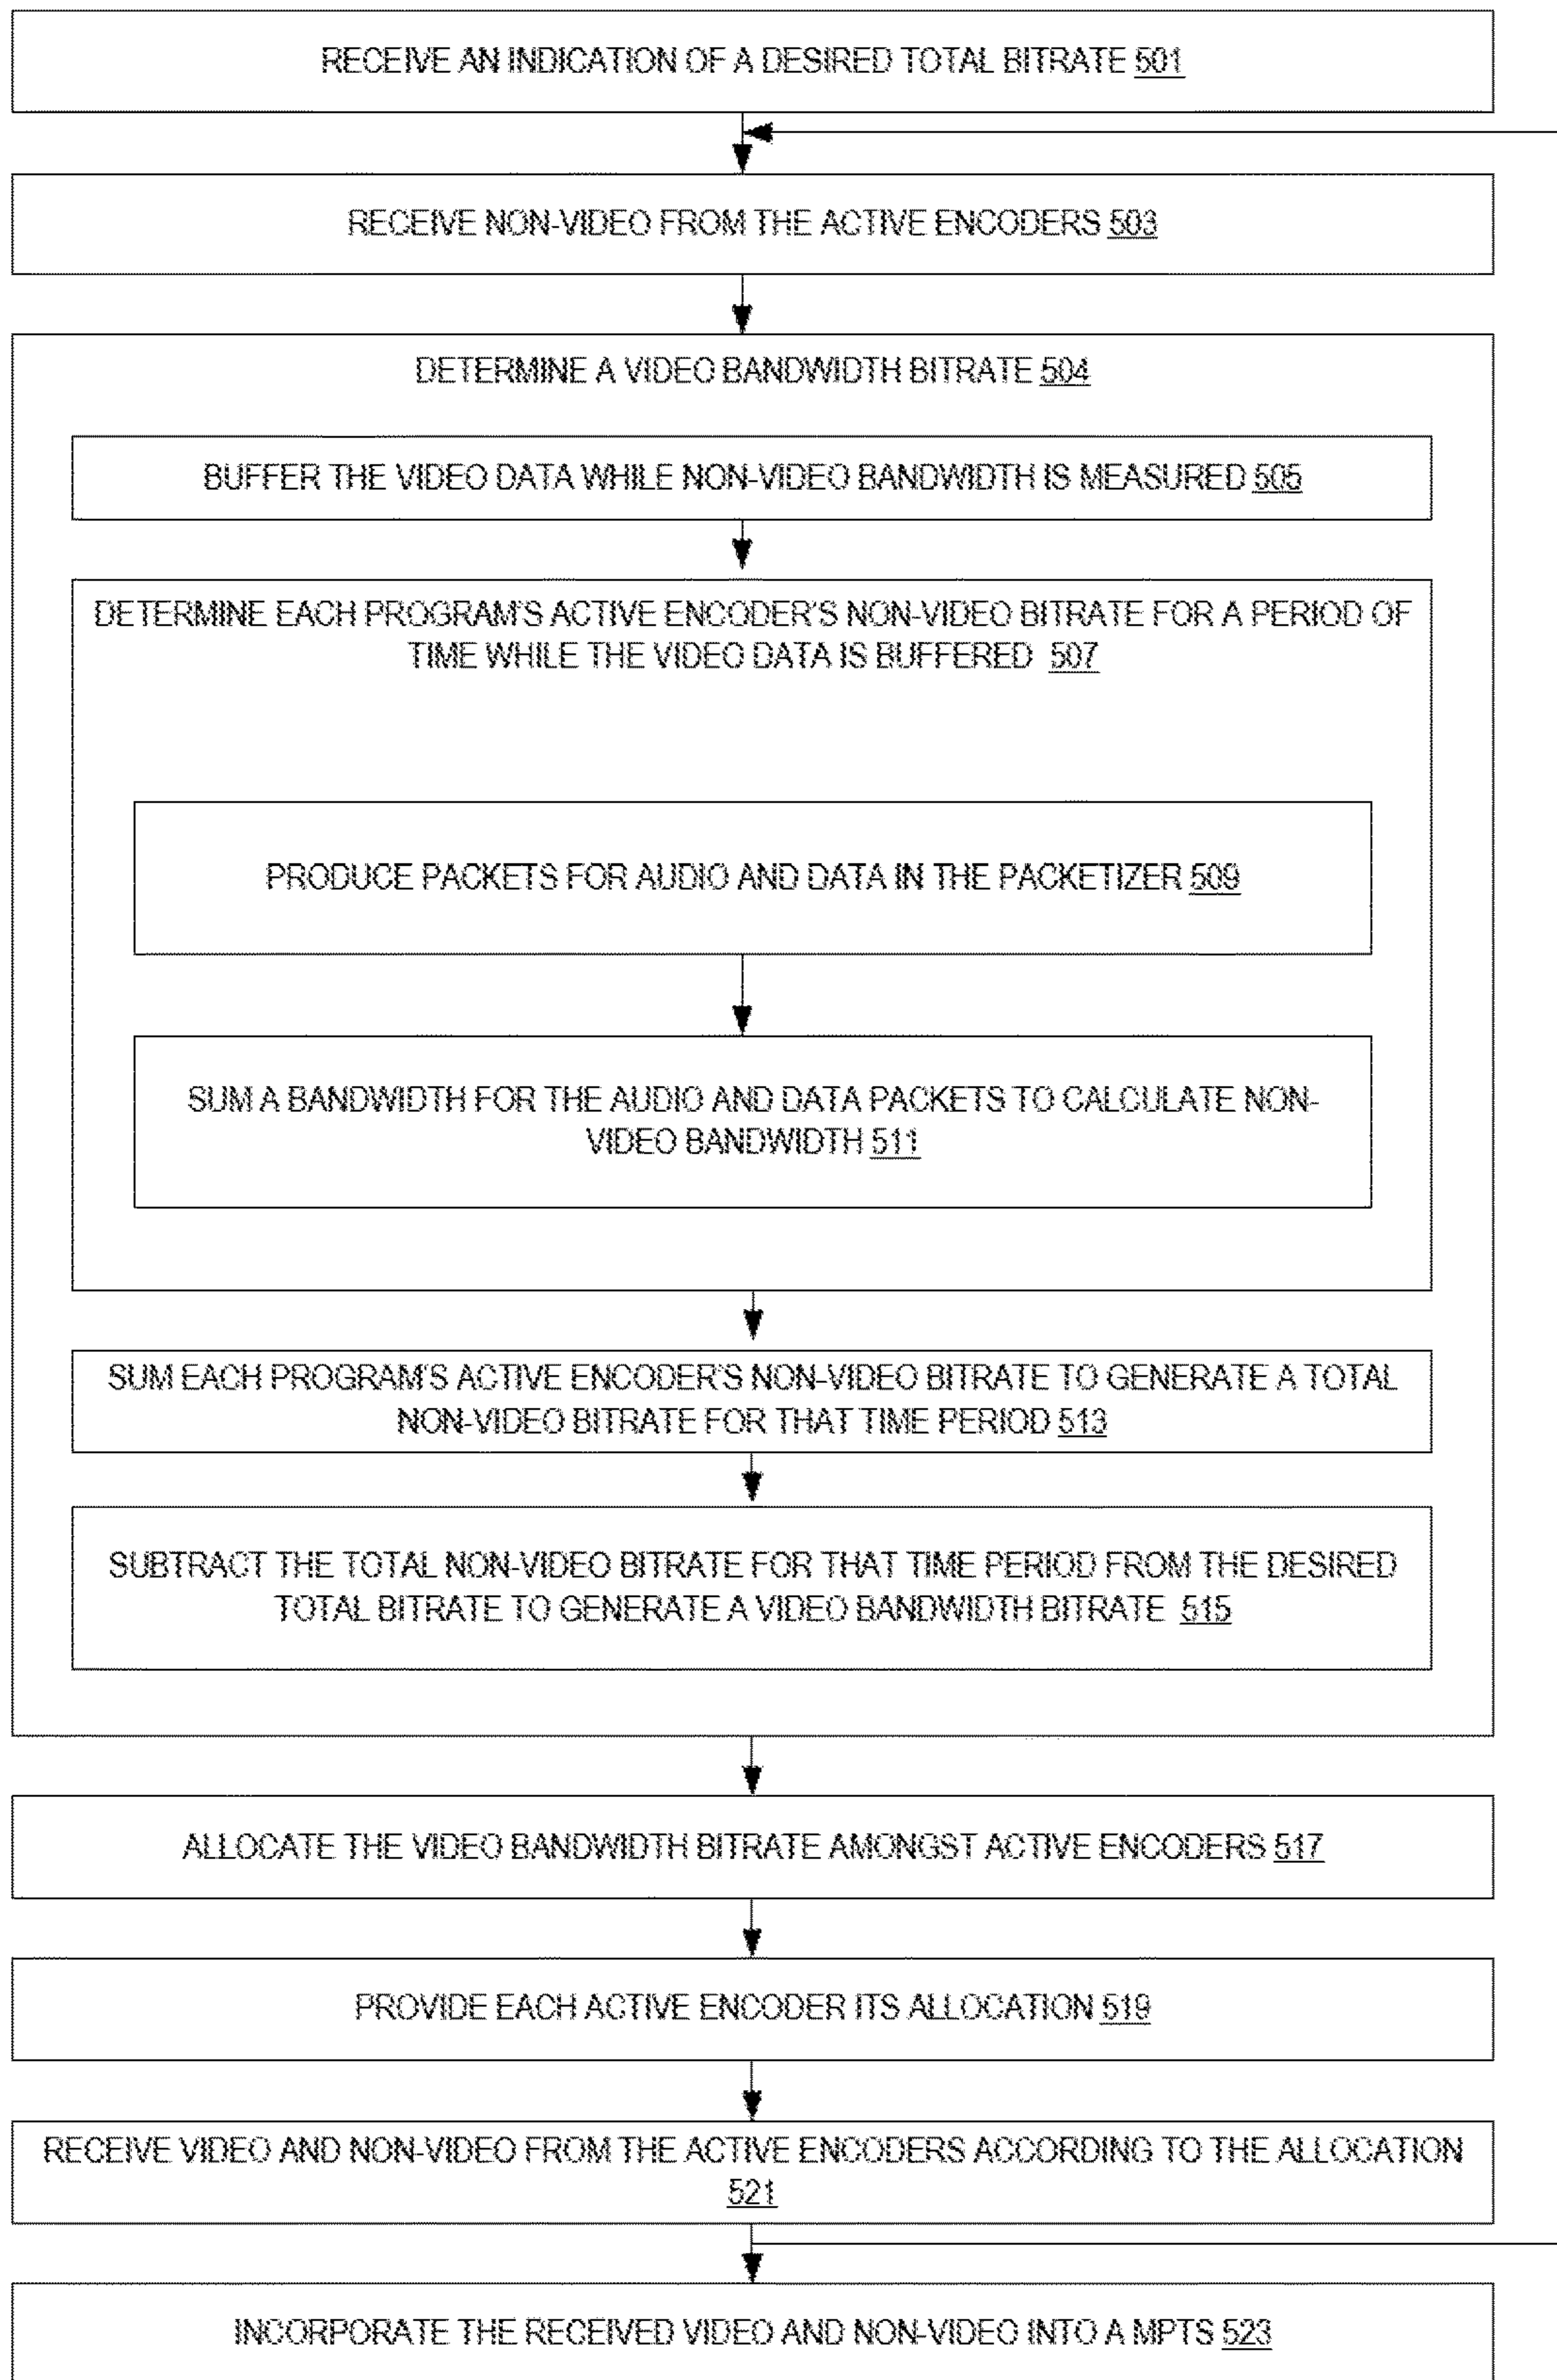 RECEIVE AN INDICATION OF A DESIRED TOTAL BITRATE 501
RECEIVE NON-VIDEO FROM THE ACTIVE ENCODERS 503
DETERMINE A VIDEO BANDWIDTH BITRATE 504
BUFFER THE VIDEO DATA WHILE NON-VIDEO BANDWIDTH IS MEASURED 505
DETERMINE EACH PROGRAM'S ACTIVE ENCODER'S NON-VIDEO BITRATE FOR A PERIOD OF
TIME WHILE THE VIDEO DATA IS BUFFERED 507
PRODUCE PACKETS FOR AUDIO AND DATA IN THE PACKETIZER 509
SUM A BANDWIDTH FOR THE AUDIO AND DATA PACKETS TO CALCULATE NON-
VIDEO BANDWIDTH 511
SUM EACH PROGRAM'S ACTIVE ENCODER'S NON-VIDEO BITRATE TO GENERATE A TOTAL
NON-VIDEO BITRATE FOR THAT TIME PERIOD 513
SUBTRACT THE TOTAL NON-VIDEO BITRATE FOR THAT TIME PERIOD FROM THE DESIRED
TOTAL BITRATE TO GENERATE A VIDEO BANDWIDTH BITRATE 515
ALLOCATE THE VIDEO BANDWIDTH BITRATE AMONGST ACTIVE ENCODERS 517
PROVIDE EACH ACTIVE ENCODER ITS ALLOCATION 519
RECEIVE VIDEO AND NON-VIDEO FROM THE ACTIVE ENCODERS ACCORDING TO THE ALLOCATION
521
INCORPORATE THE RECEIVED VIDEO AND NON-VIDEO INTO A MPTS 523